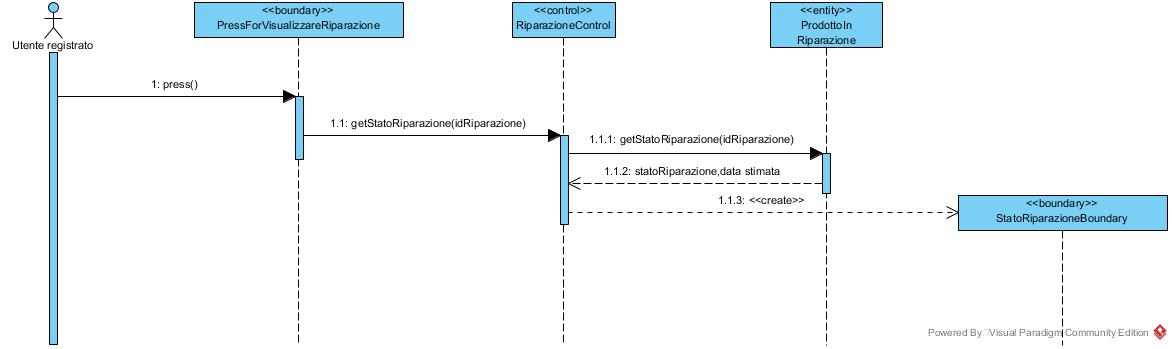 <<boundary>>
PressForVisualizzareRiparazione
<<control>>
RiparazioneControl
<<entity>>
ProdottoIn
Riparazione
Utente registrato
1: press()
1.1: getStatoRiparazione(idRiparazione)
1.1.1: getStatoRiparazione(idRiparazione)
1.1.2: statoRiparazione,data stimata
1.1.3: <<create>>
<<boundary>>
StatoRiparazioneBoundary
Powered By Visual Paradigm Community Edition